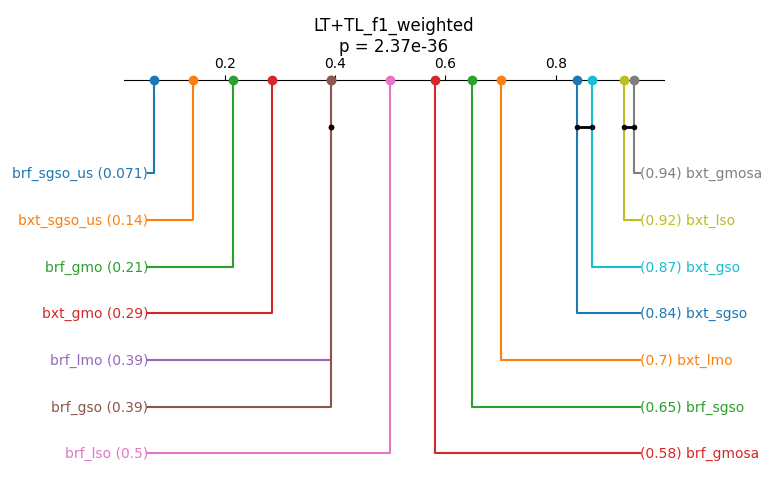 LT+TL_f1_weighted
p = 2.37e-36
0.2 0.4 0.6 0.8
brf_sgso_us (0.071) (0.94) bxt_gmosa
bxt_sgso_us (0.14) (0.92) bxt_lso
brf_gmo (0.21) (0.87) bxt_gso
bxt_gmo (0.29) (0.84) bxt_sgso
brf_lmo (0.39) (0.7) bxt_lmo
brf_gso (0.39) (0.65) brf_sgso
brf_lso (0.5) (0.58) brf_gmosa